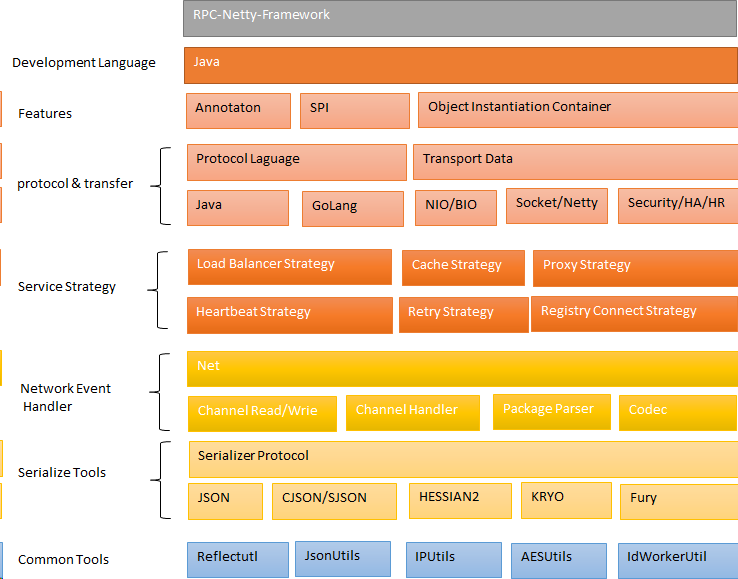 RPC-Netty-Framework
Development Language
Java
Features
Annotaton
SPI
Object Instantiation Container
protocol & transfer
Protocol Laguage
Transport Data
Java
GoLang
NIO/BIO
Socket/Netty
Security/HA/HR
Service Strategy
Load Balancer Strategy
Cache Strategy
Proxy Strategy
Heartbeat Strategy
Retry Strategy
Registry Connect Strategy
Network Event
Handler
Net
Channel Read/Wrie
Channel Handler
Package Parser
Codec
Serialize Tools
Serializer Protocol
JSON
CJSON/SJSON
HESSIAN2
KRYO
Fury
Common Tools
Reflectutl
JsonUtils
IPUtils
AESUtils
IdWorkerUtil